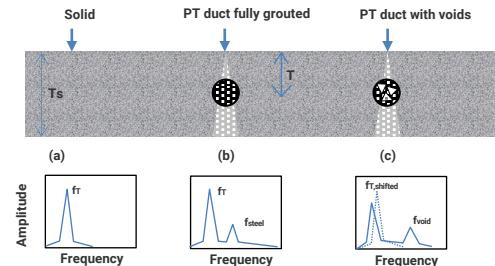 Solid
PT duct fully grouted
PT duct with voids
Ts
T
(a)
(b)
(c)
Amplitude
fT
fT
fsteel
fT,shifted
fvoid
Frequency
Frequency
Frequency